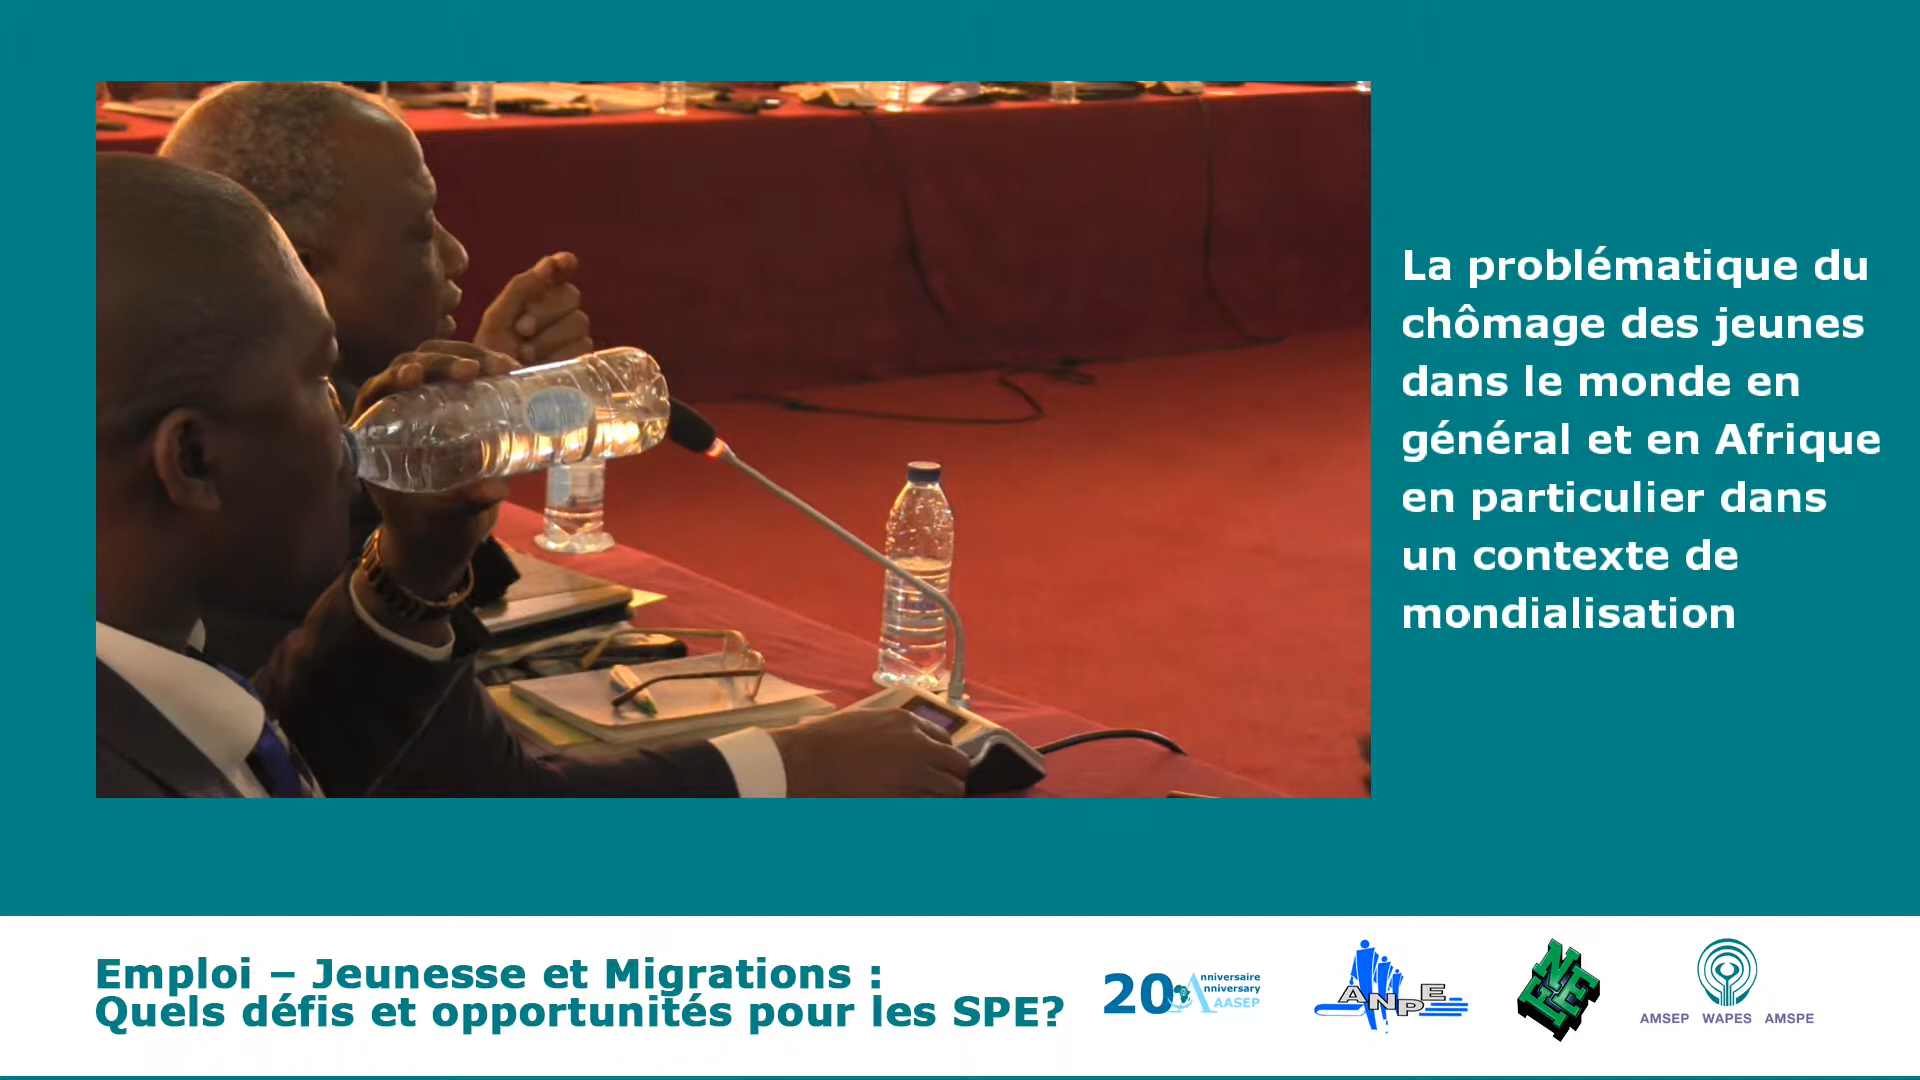 La problématique du
chômage des jeunes
dans le monde en
général et en Afrique
en particulier dans
un contexte de
mondialisation
Emploi – Jeunesse et Migrations :
Quels défis et opportunités pour les SPE?
20 Anniversaire
Anniversary
AASEP
ANPE
AMSEP WAPES AMSPE